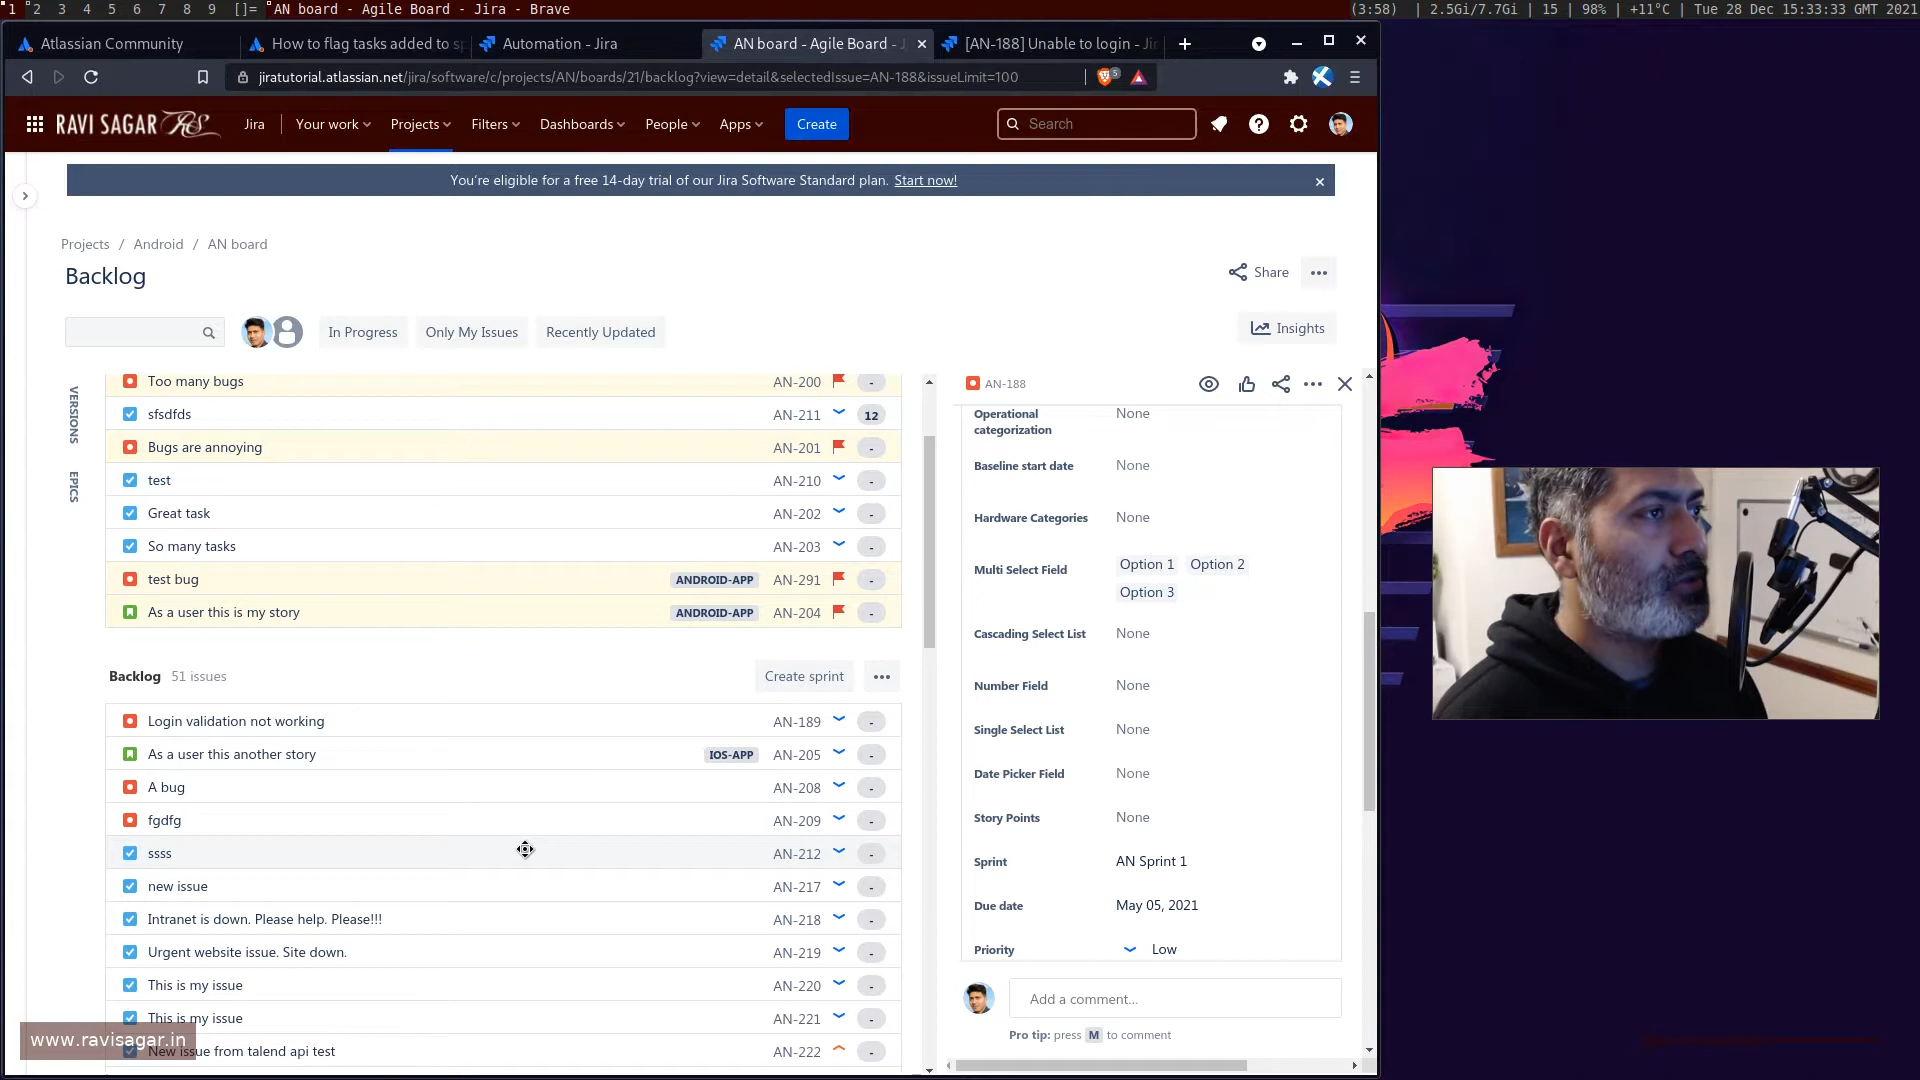 1 2 3 4 5 6 7 8 9 []= AN board - Agile Board - Jira - Brave
(3:58) | 2.5Gi/7.7Gi | 15 | 98% | +11°C | Tue 28 Dec 15:33:33 GMT 2021
Atlassian Community
How to flag tasks added to sp
Automation - Jira
AN board - Agile Board - J
[AN-188] Unable to login - Jir
jiratutorial.atlassian.net/jira/software/c/projects/AN/boards/21/backlog?view=detail&selectedIssue=AN-188&issueLimit=100
5
RAVI SAGAR RS
Jira
Your work
Projects
Filters
Dashboards
People
Apps
Create
Search
You're eligible for a free 14-day trial of our Jira Software Standard plan. Start now!
Projects / Android / AN board
Backlog
Share
In Progress
Only My Issues
Recently Updated
Insights
VERSIONS
EPICS
Too many bugs AN-200 -
sfsdfds AN-211 12
Bugs are annoying AN-201 -
test AN-210 -
Great task AN-202 -
So many tasks AN-203 -
test bug ANDROID-APP AN-291 -
As a user this is my story ANDROID-APP AN-204 -
Backlog 51 issues Create sprint
Login validation not working AN-189 -
As a user this another story IOS-APP AN-205 -
A bug AN-208 -
fgdfg AN-209 -
ssss AN-212 -
new issue AN-217 -
Intranet is down. Please help. Please!!! AN-218 -
Urgent website issue. Site down. AN-219 -
This is my issue AN-220 -
This is my issue AN-221 -
New issue from talend api test AN-222 -
AN-188
Operational categorization None
Baseline start date None
Hardware Categories None
Multi Select Field Option 1 Option 2
Option 3
Cascading Select List None
Number Field None
Single Select List None
Date Picker Field None
Story Points None
Sprint AN Sprint 1
Due date May 05, 2021
Priority Low
Add a comment...
Pro tip: press M to comment
www.ravisagar.in